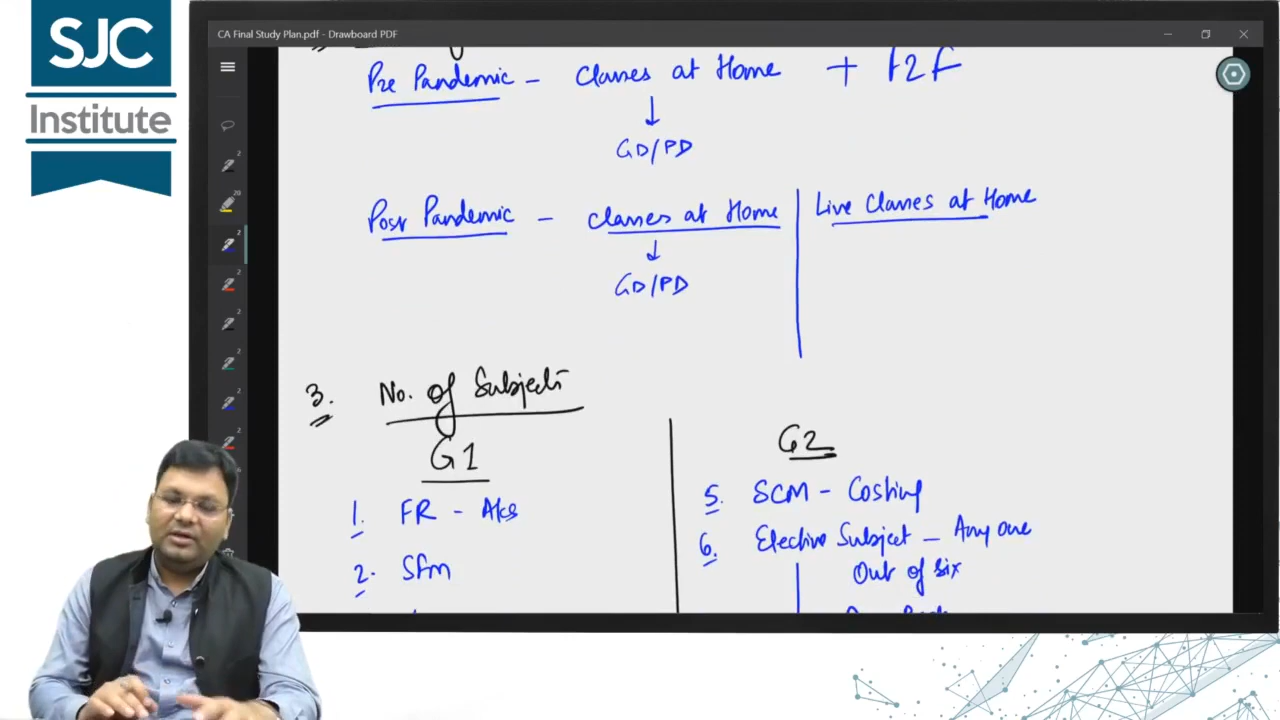 SJC
Institute
CA Final Study Plan.pdf - Drawboard PDF
Pre Pandemic - Classes at Home + F2F
GD/PD
Post Pandemic - Classes at Home
Live Classes at Home
GD/PD
3. No. of Subjects
G1
1. FR - A/cs
2. SFM
G2
5. SCM - Costing
6. Elective Subject - Any one
Out of six